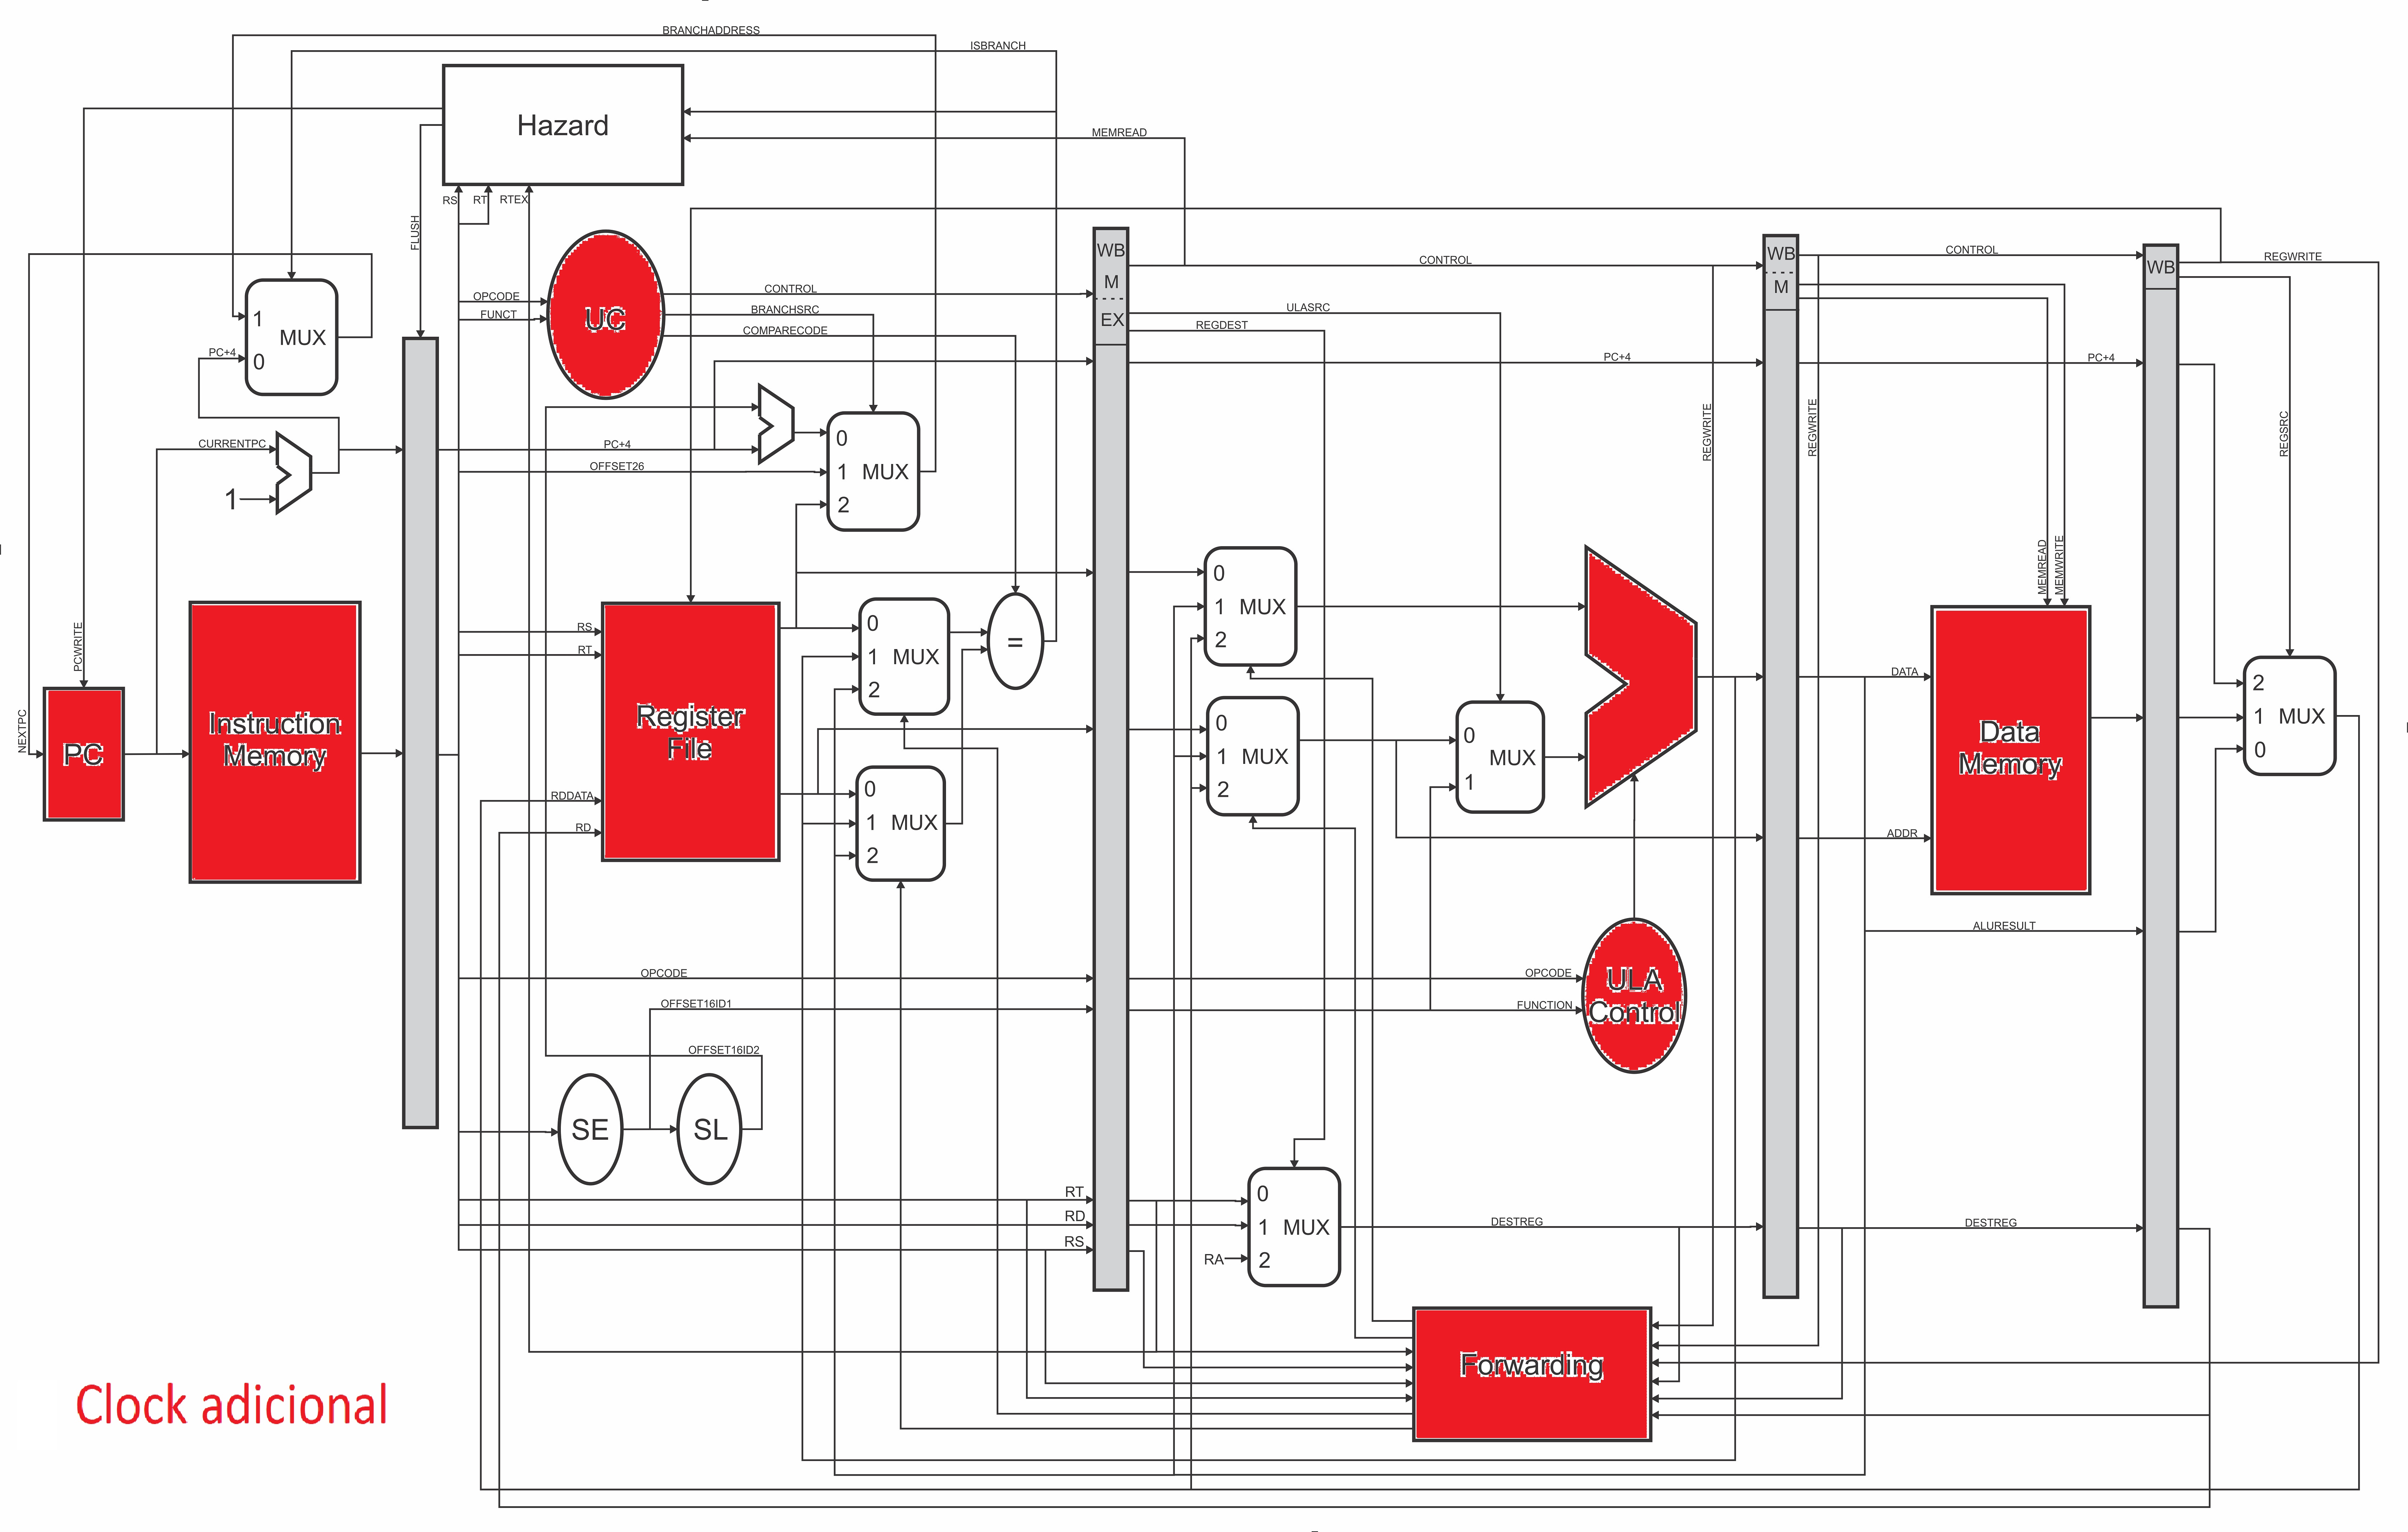 BRANCHADDRESS
ISBRANCH
Hazard
MEMREAD
RS
RT
RTEX
FLUSH
UC
OPCODE
FUNCT
CONTROL
BRANCHSRC
COMPARECODE
WB
M
EX
CONTROL
ULASRC
REGDEST
PC+4
WB
M
CONTROL
PC+4
WB
REGWRITE
REGSRC
REGWRITE
REGWRITE
1
MUX
0
PC+4
CURRENTPC
1
PC+4
OFFSET26
0
1 MUX
2
PCWRITE
NEXTPC
PC
Instruction
Memory
RS
RT
Register
File
RDDATA
RD
0
1 MUX
2
=
0
1 MUX
2
0
1 MUX
2
0
1 MUX
2
0
MUX
1
MEMREAD
MEMWRITE
DATA
Data
Memory
ADDR
ALURESULT
2
1 MUX
0
OPCODE
OFFSET16ID1
OFFSET16ID2
SE
SL
OPCODE
FUNCTION
ULA
Control
RT
RD
RS
0
1 MUX
RA
2
DESTREG
DESTREG
Forwarding
Clock adicional